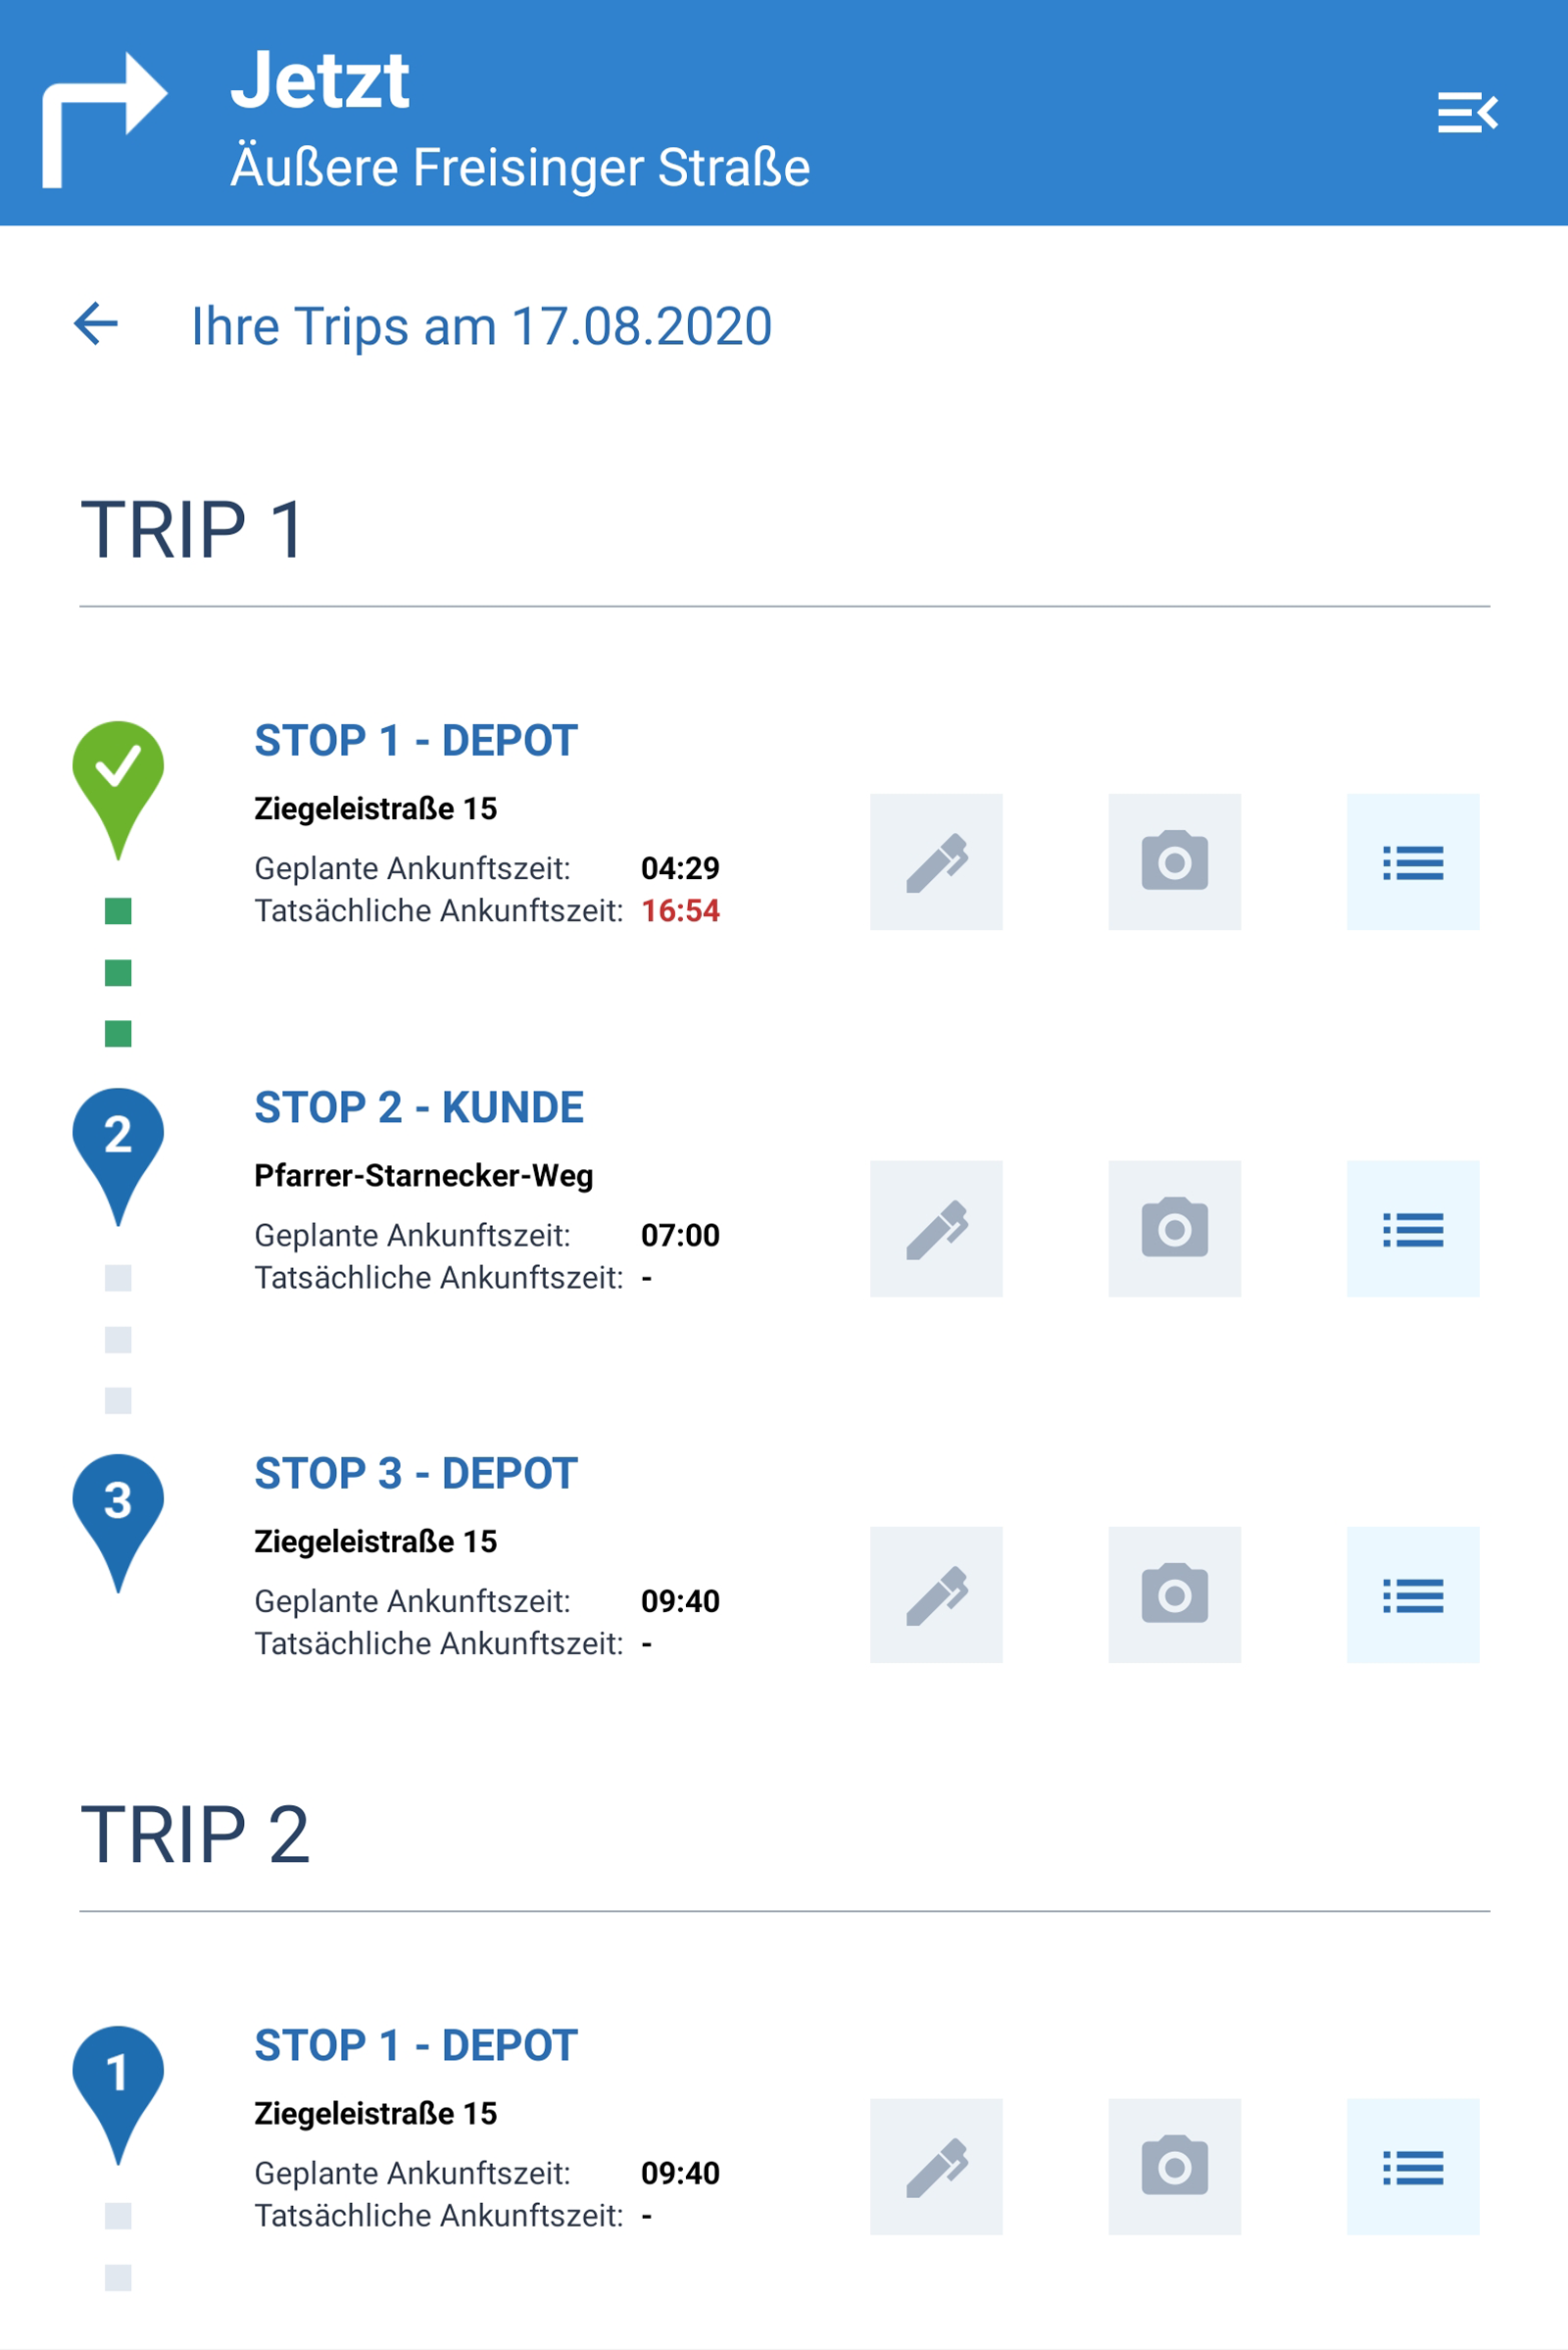 Jetzt
Äußere Freisinger Straße
Ihre Trips am 17.08.2020
TRIP 1
STOP 1 - DEPOT
Ziegeleistraße 15
Geplante Ankunftszeit: 04:29
Tatsächliche Ankunftszeit: 16:54
2
STOP 2 - KUNDE
Pfarrer-Starnecker-Weg
Geplante Ankunftszeit: 07:00
Tatsächliche Ankunftszeit: -
3
STOP 3 - DEPOT
Ziegeleistraße 15
Geplante Ankunftszeit: 09:40
Tatsächliche Ankunftszeit: -
TRIP 2
1
STOP 1 - DEPOT
Ziegeleistraße 15
Geplante Ankunftszeit: 09:40
Tatsächliche Ankunftszeit: -